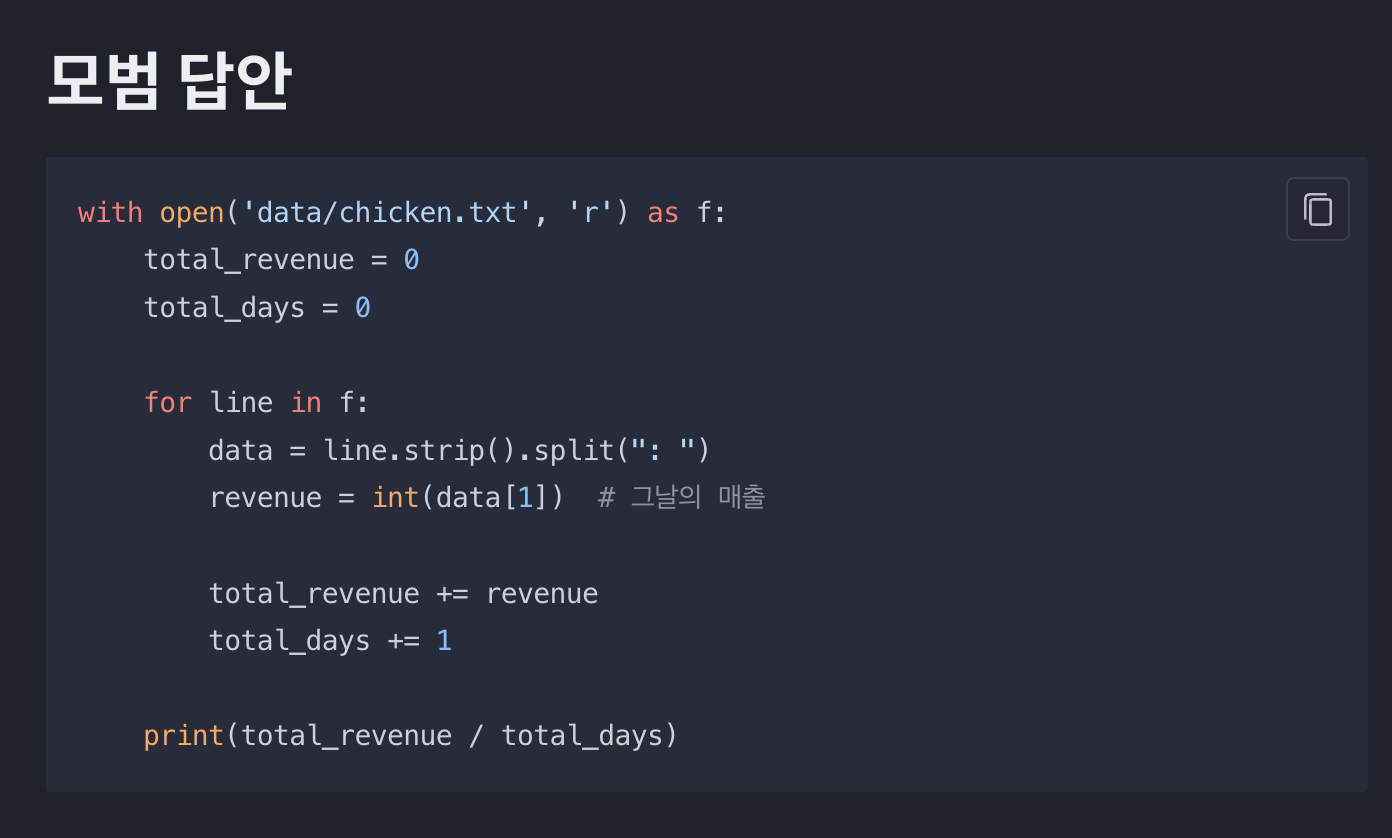 모범 답안
with open('data/chicken.txt', 'r') as f:
    total_revenue = 0
    total_days = 0

    for line in f:
        data = line.strip().split(": ")
        revenue = int(data[1])  # 그날의 매출

        total_revenue += revenue
        total_days += 1

    print(total_revenue / total_days)